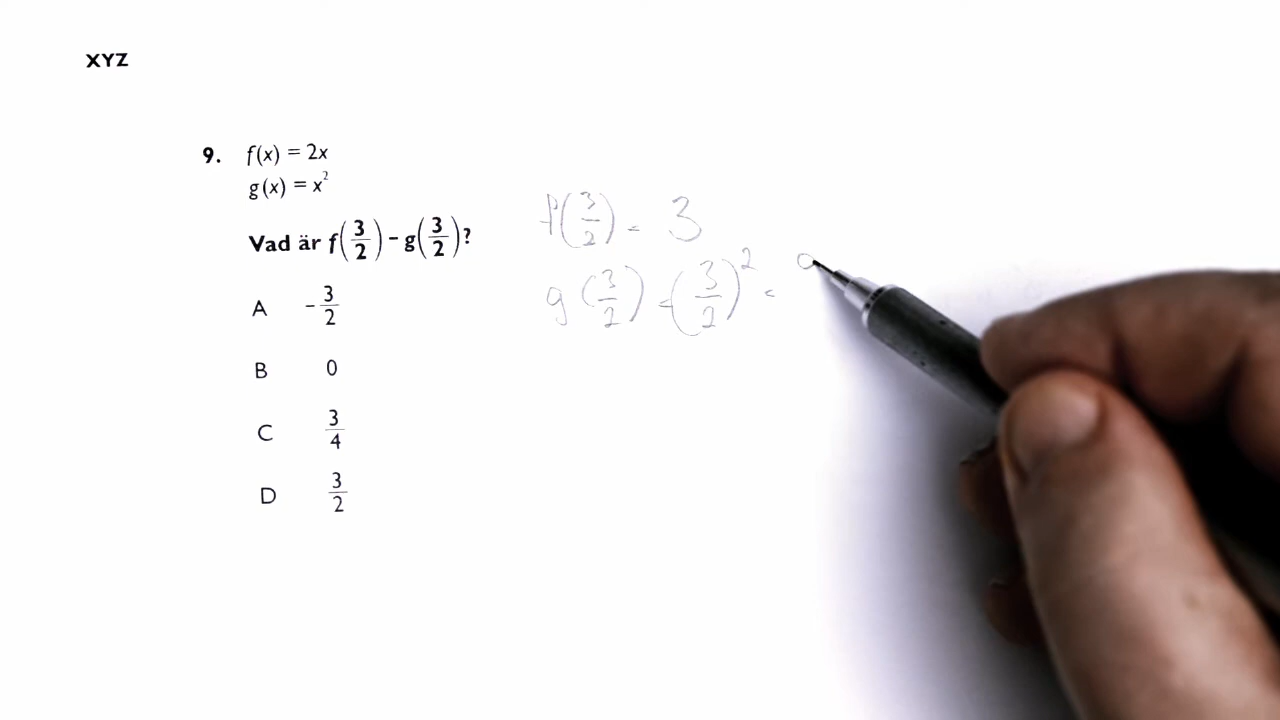 XYZ
9. f(x) = 2x
g(x) = x²
Vad är f(3/2) - g(3/2)?
A -3/2
B 0
C 3/4
D 3/2
f(3/2) = 3
g(3/2) = (3/2)² =